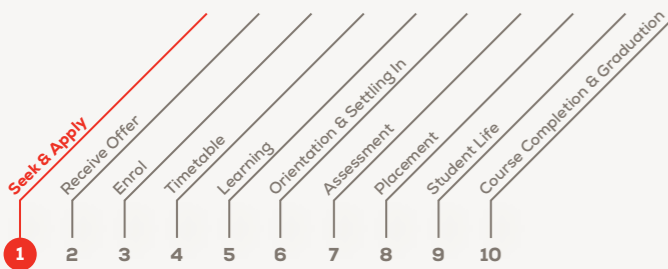 Seek & Apply
Receive Offer
Enrol
Timetable
Learning
Orientation & Settling In
Assessment
Placement
Student Life
Course Completion & Graduation
1
2
3
4
5
6
7
8
9
10